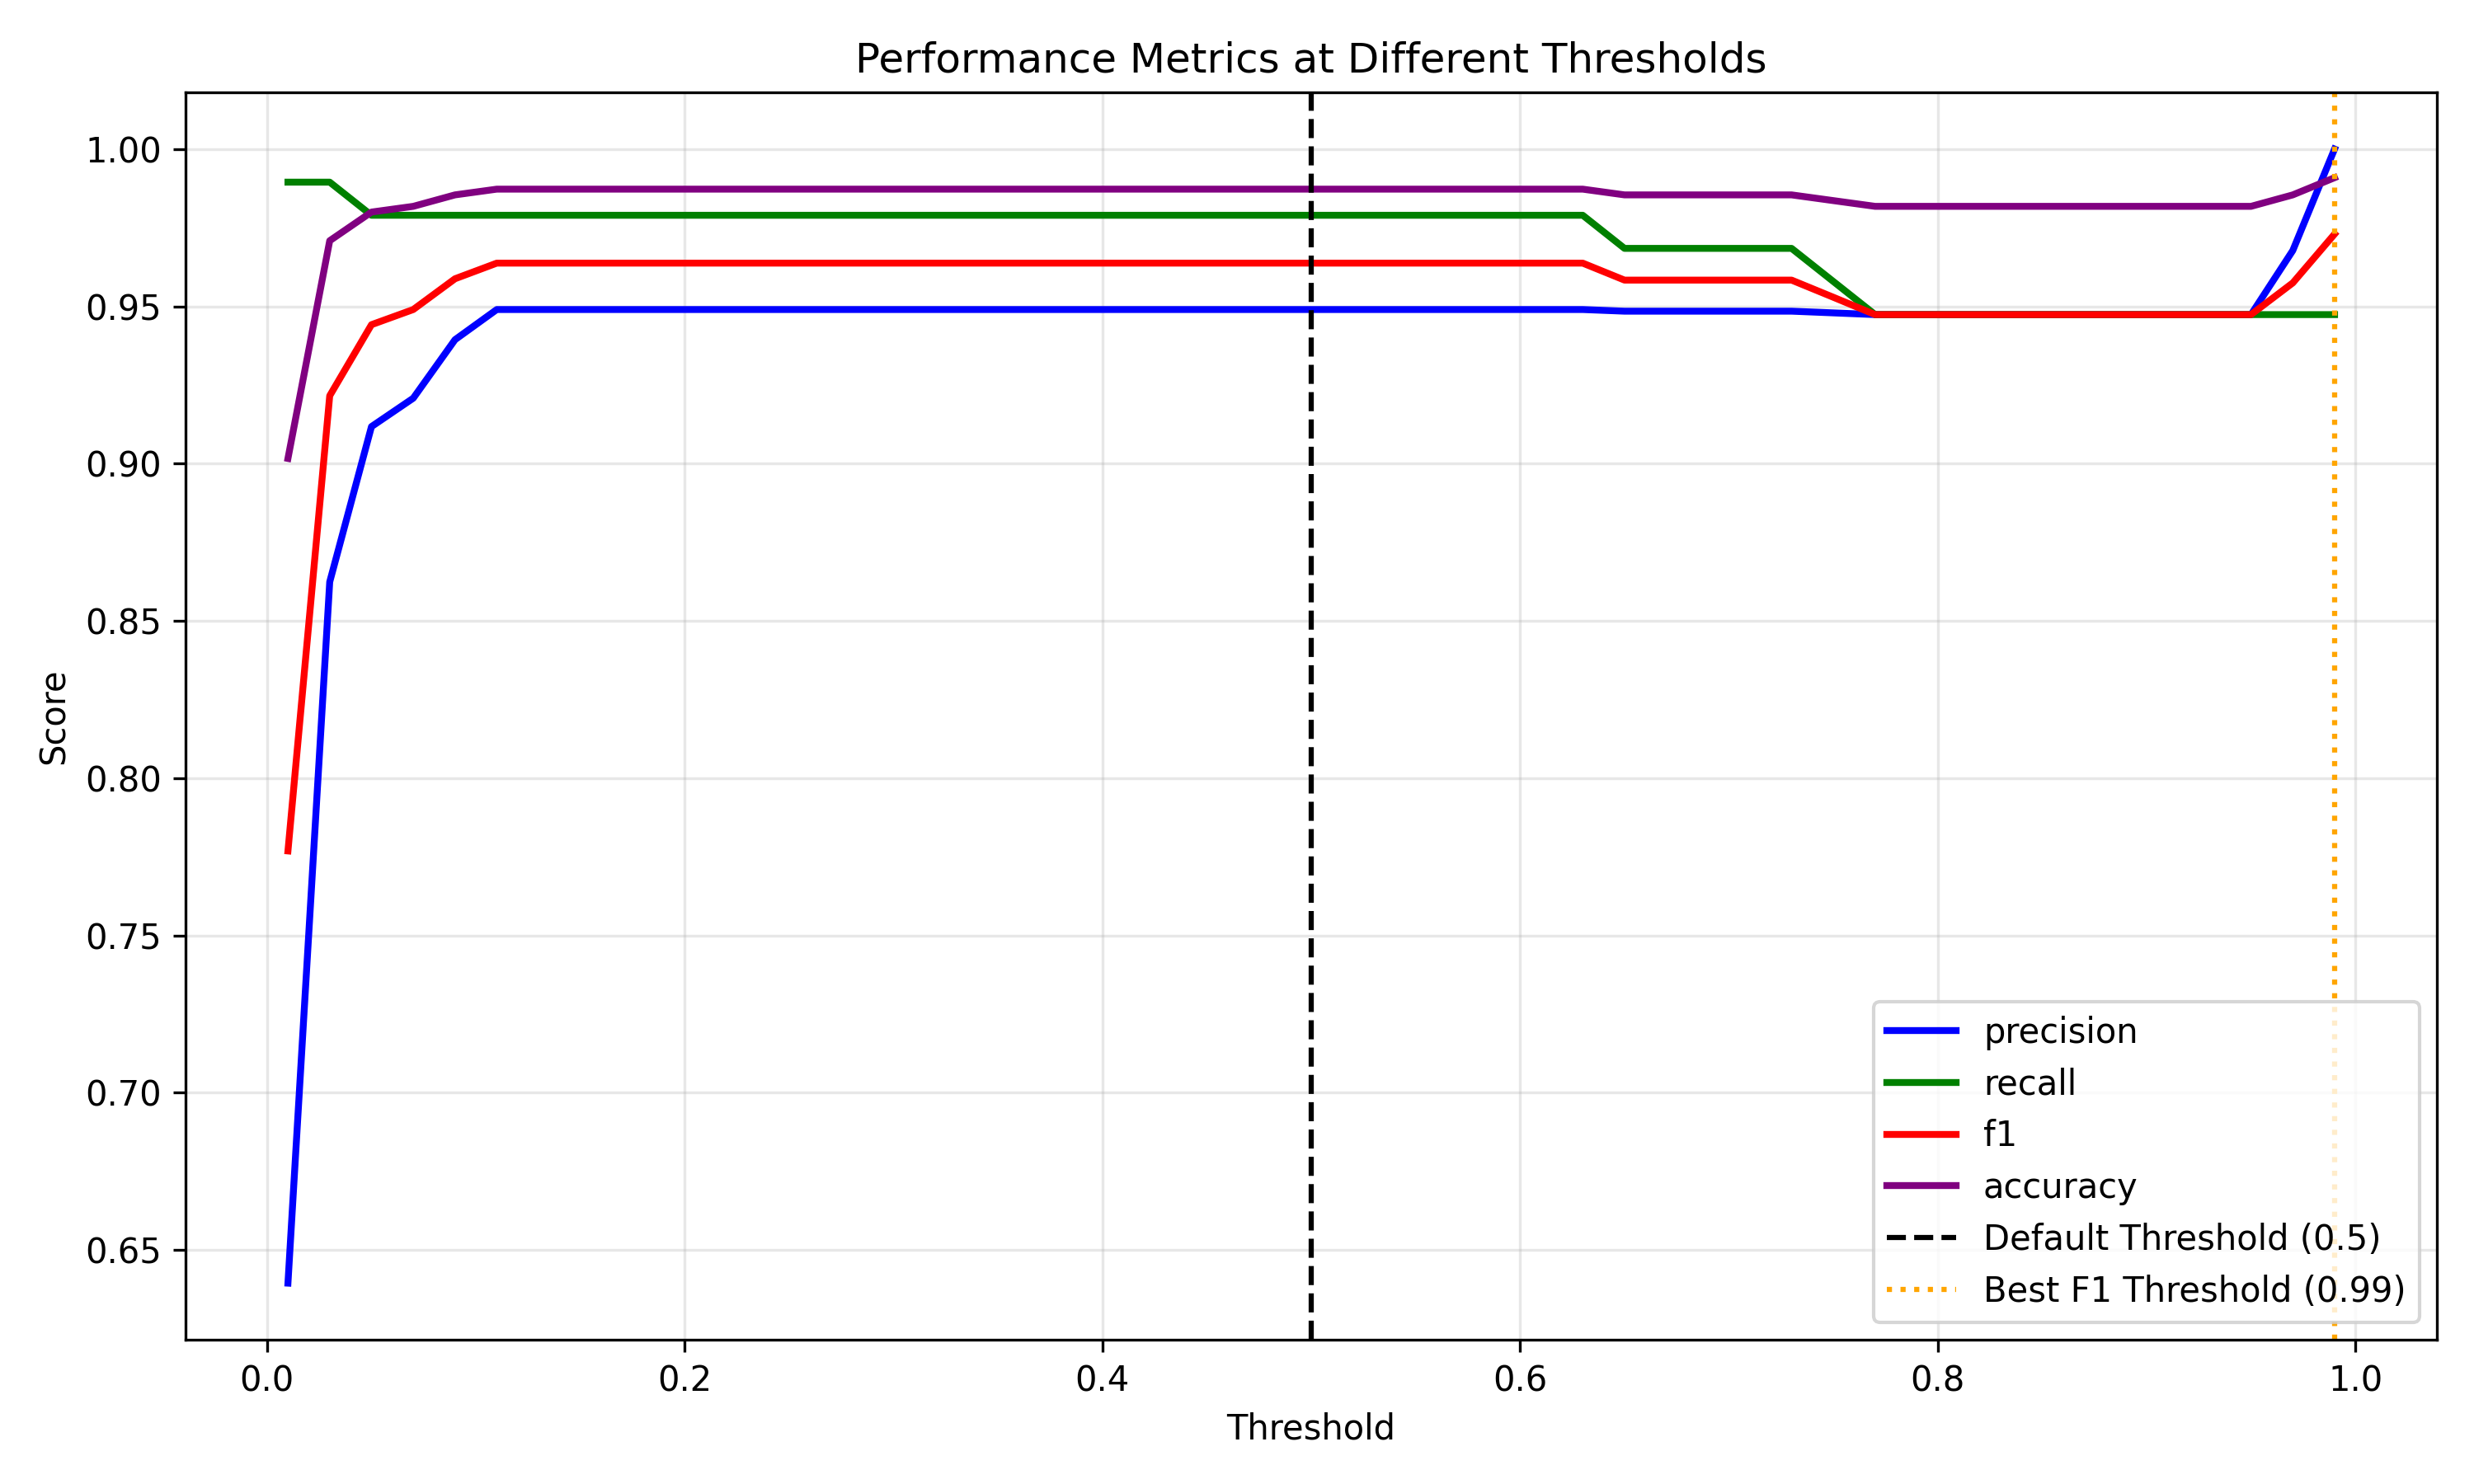 Performance Metrics at Different Thresholds
Score
1.00
0.95
0.90
0.85
0.80
0.75
0.70
0.65
0.0
0.2
0.4
0.6
0.8
1.0
Threshold
precision
recall
f1
accuracy
Default Threshold (0.5)
Best F1 Threshold (0.99)